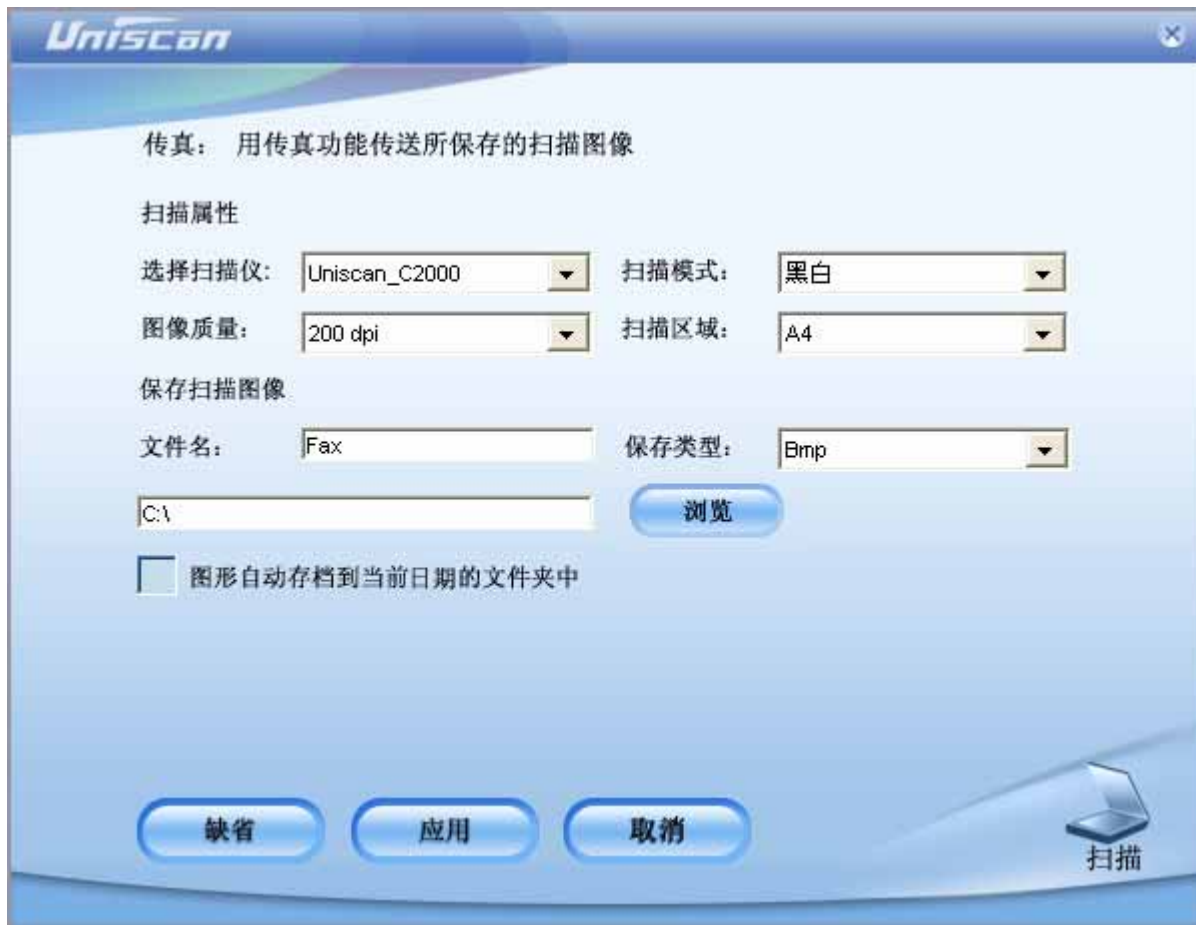 Uniscan
传真： 用传真功能传送所保存的扫描图像
扫描属性
选择扫描仪: Uniscan_C2000 扫描模式： 黑白
图像质量： 200 dpi 扫描区域： A4
保存扫描图像
文件名： Fax 保存类型： Bmp
C:\ 浏览
图形自动存档到当前日期的文件夹中
缺省 应用 取消
扫描